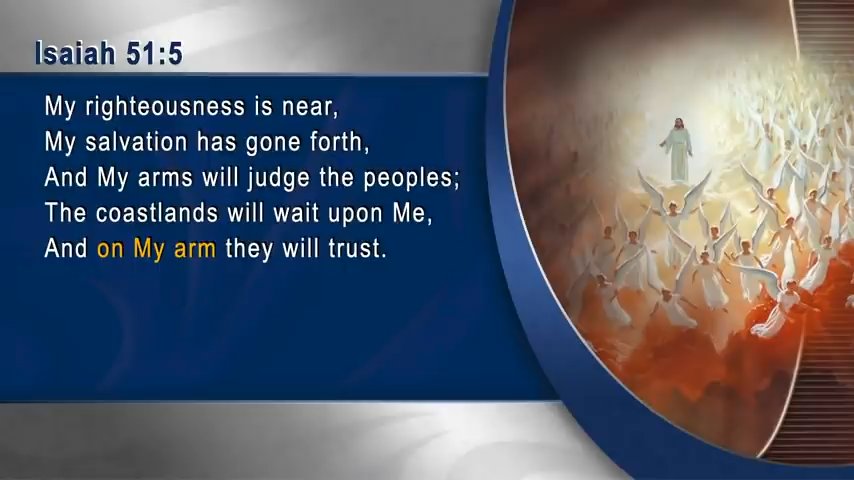 Isaiah 51:5
My righteousness is near,
My salvation has gone forth,
And My arms will judge the peoples;
The coastlands will wait upon Me,
And on My arm they will trust.